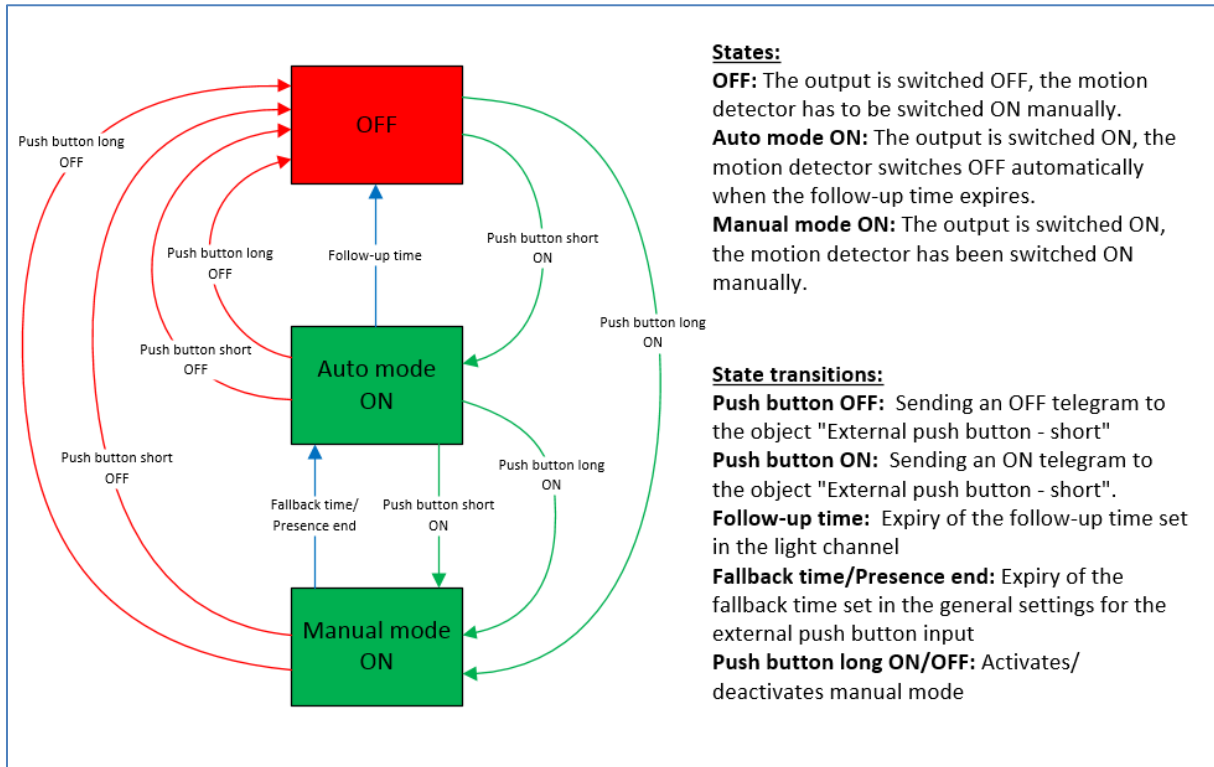 OFF
Push button long
OFF
Push button long
OFF
Follow-up time
Push button short
ON
Push button long
ON
Push button short
OFF
Auto mode
ON
Push button short
OFF
Fallback time/
Presence end
Push button short
ON
Push button long
ON
Manual mode
ON
States:
OFF: The output is switched OFF, the motion
detector has to be switched ON manually.
Auto mode ON: The output is switched ON, the
motion detector switches OFF automatically
when the follow-up time expires.
Manual mode ON: The output is switched ON,
the motion detector has been switched ON
manually.
State transitions:
Push button OFF: Sending an OFF telegram to
the object "External push button - short"
Push button ON: Sending an ON telegram to
the object "External push button - short".
Follow-up time: Expiry of the follow-up time set
in the light channel
Fallback time/Presence end: Expiry of the
fallback time set in the general settings for the
external push button input
Push button long ON/OFF: Activates/
deactivates manual mode